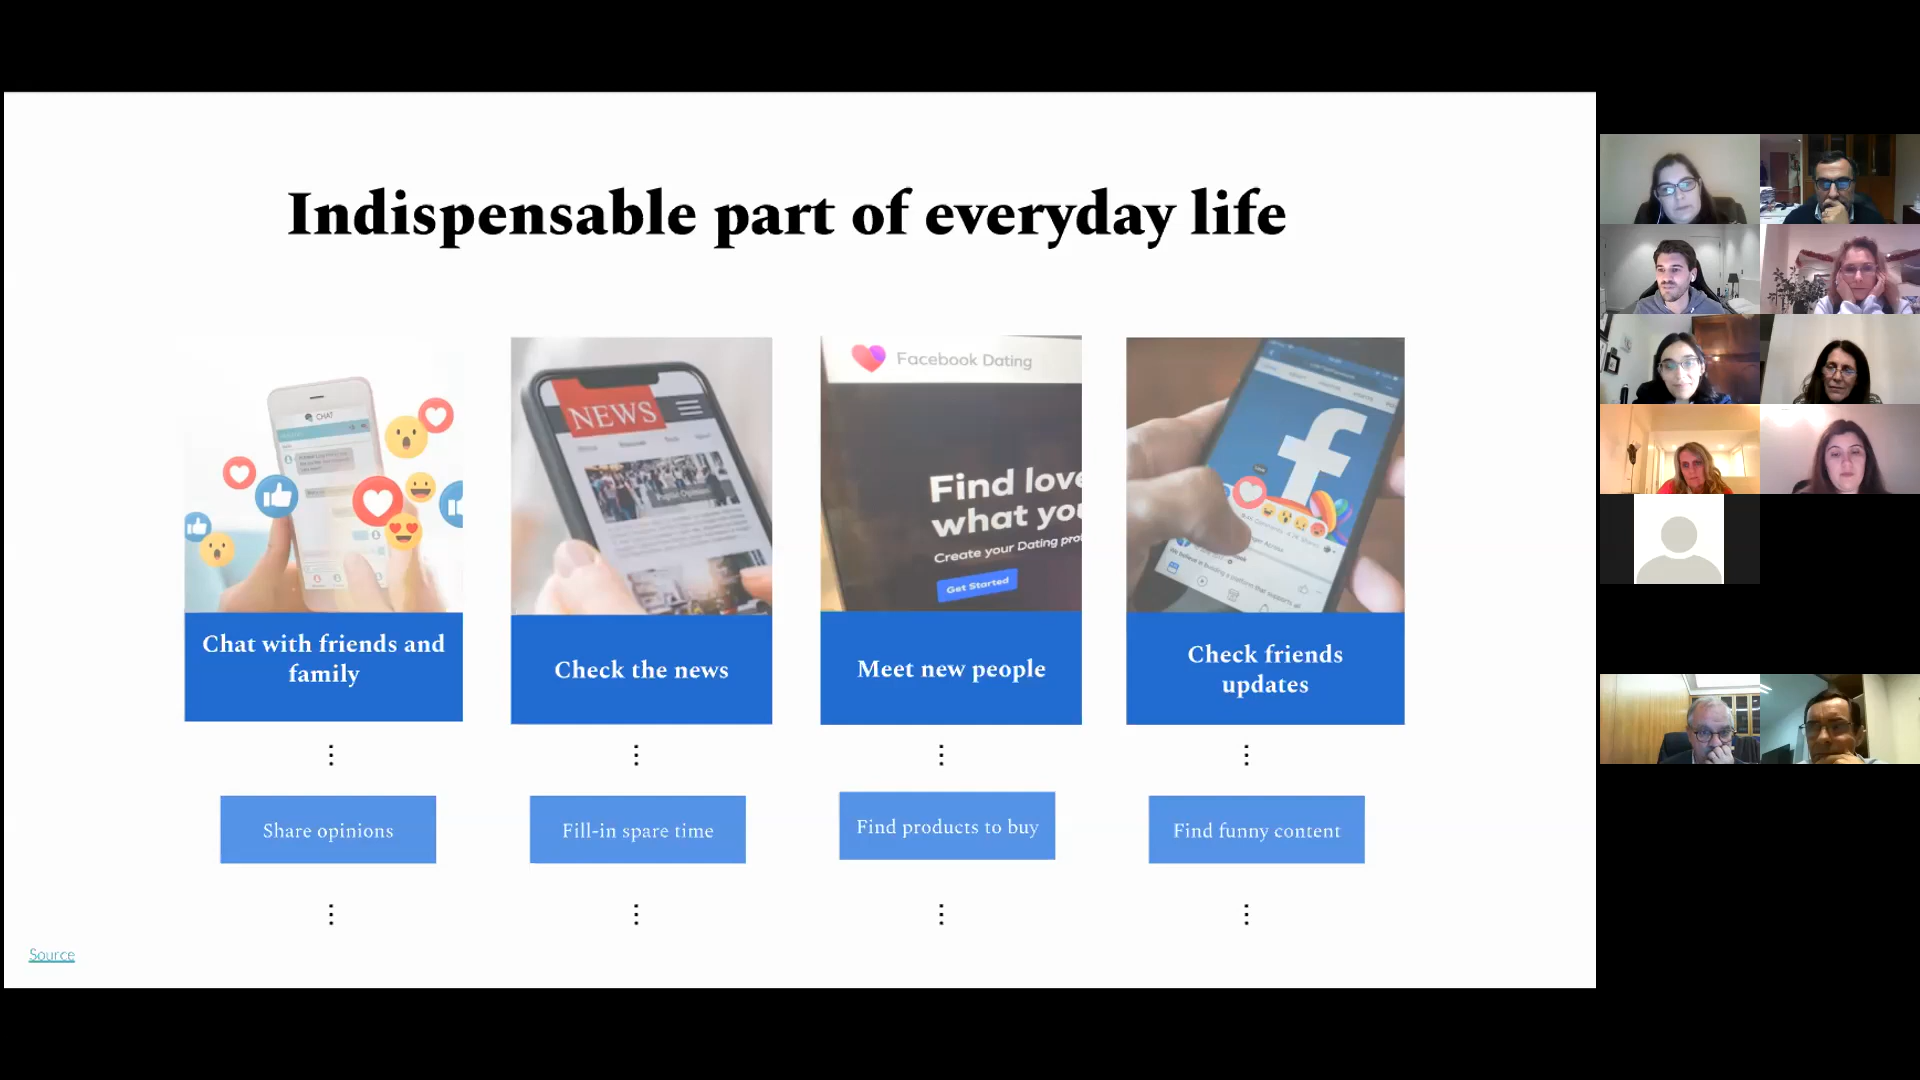 Indispensable part of everyday life
CHAT
NEWS
Facebook Dating
Find love
what you
Create your Dating prof
Get Started
Chat with friends and
family
Check the news
Meet new people
Check friends
updates
Share opinions
Fill-in spare time
Find products to buy
Find funny content
Source